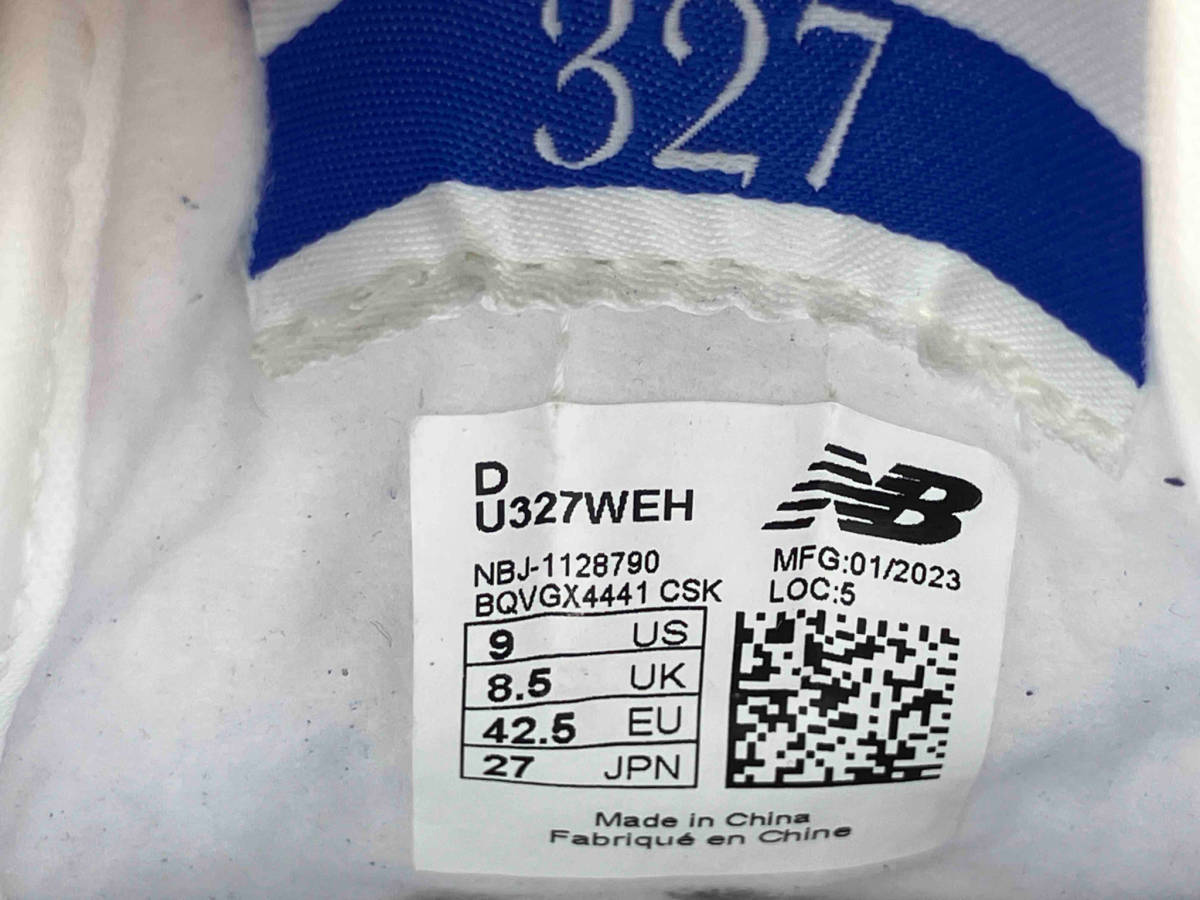 327
D
U327WEH
NB
NBJ-1128790
BQVGX4441 CSK
MFG:01/2023
LOC:5
9 US
8.5 UK
42.5 EU
27 JPN
Made in China
Fabriqué en Chine